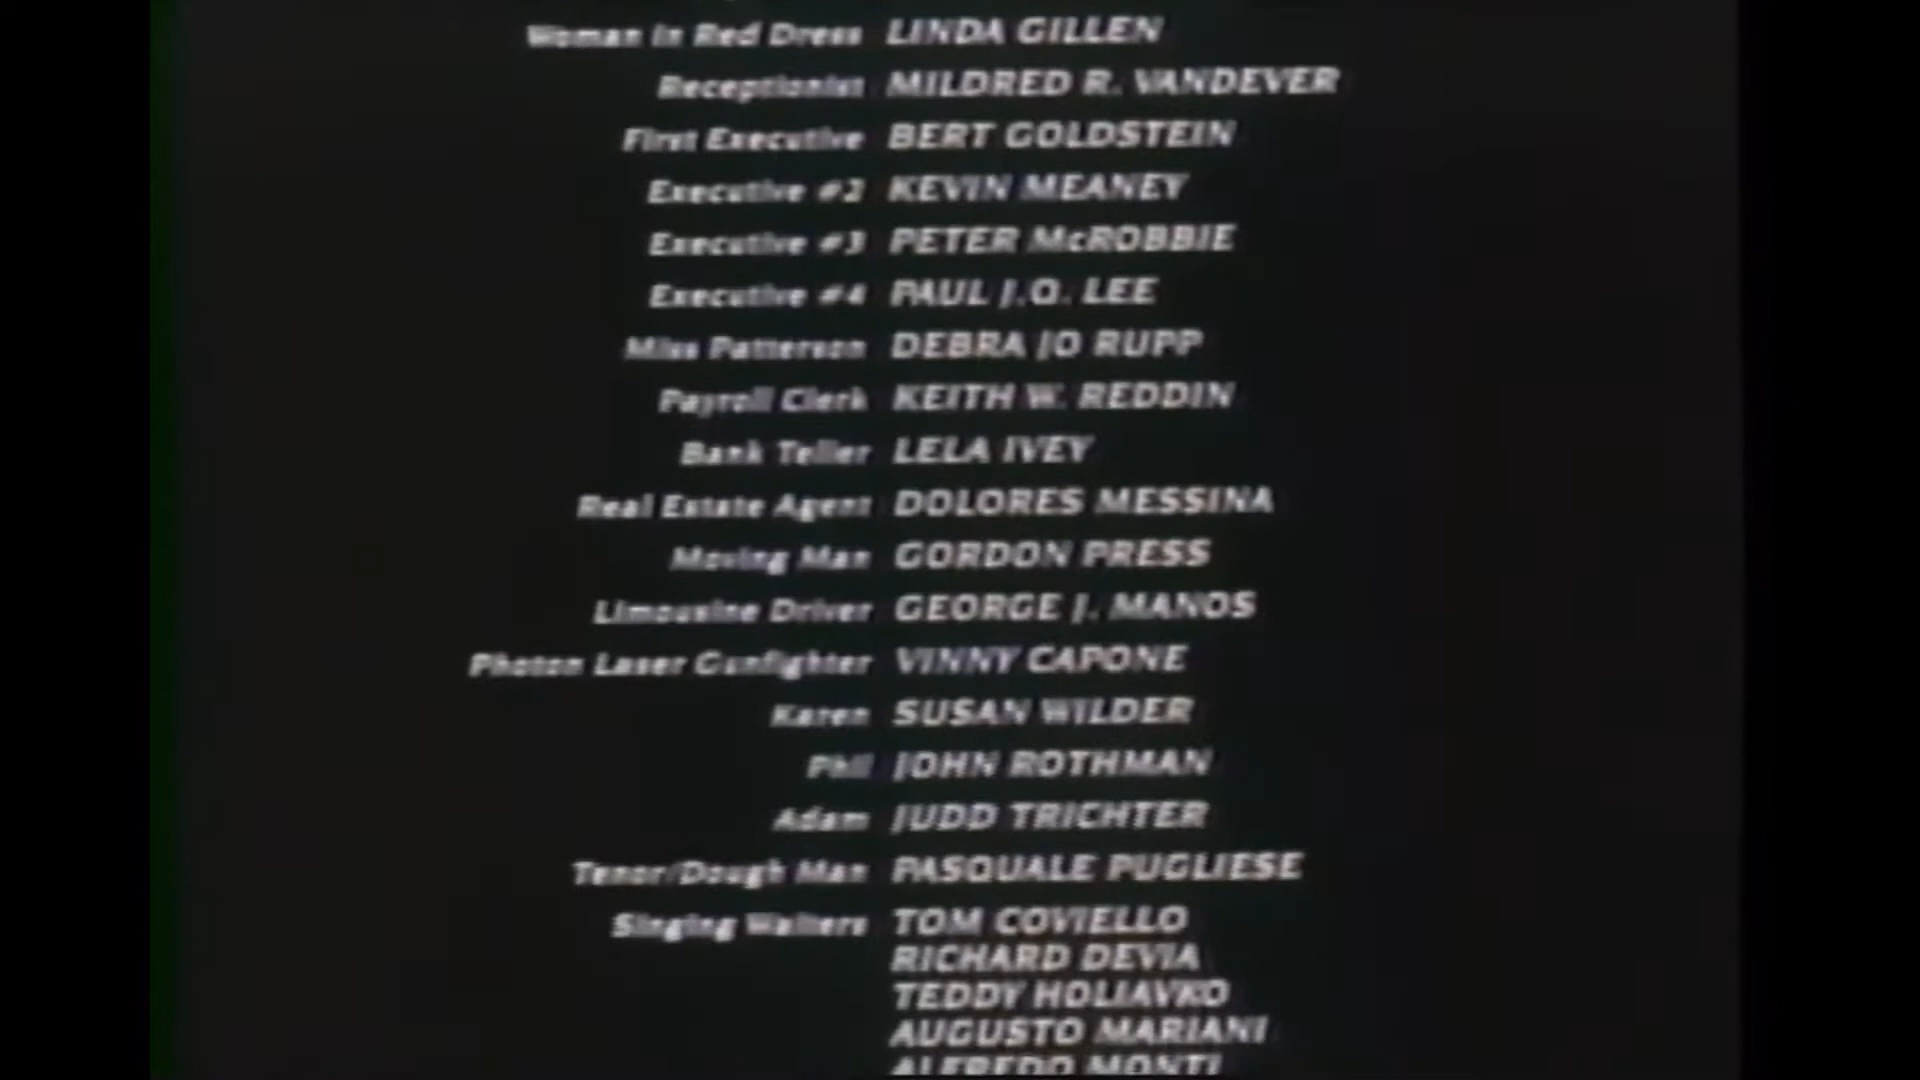 Woman in Red Dress LINDA GILLEN
Receptionist MILDRED R. VANDEVER
First Executive BERT GOLDSTEIN
Executive #2 KEVIN MEANEY
Executive #3 PETER McROBBIE
Executive #4 PAUL J.Q. LEE
Miss Patterson DEBRA JO RUPP
Payroll Clerk KEITH W. REDDIN
Bank Teller LELA IVEY
Real Estate Agent DOLORES MESSINA
Moving Man GORDON PRESS
Limousine Driver GEORGE J. MANOS
Photon Laser Gunfighter VINNY CAPONE
Karen SUSAN WILDER
Phil JOHN ROTHMAN
Adam JUDD TRICHTER
Tenor/Dough Man PASQUALE PUGLIESE
Singing Waiters TOM COVIELLO
RICHARD DEVIA
TEDDY HOLIAVKO
AUGUSTO MARIANI
ALFREDO MONTI